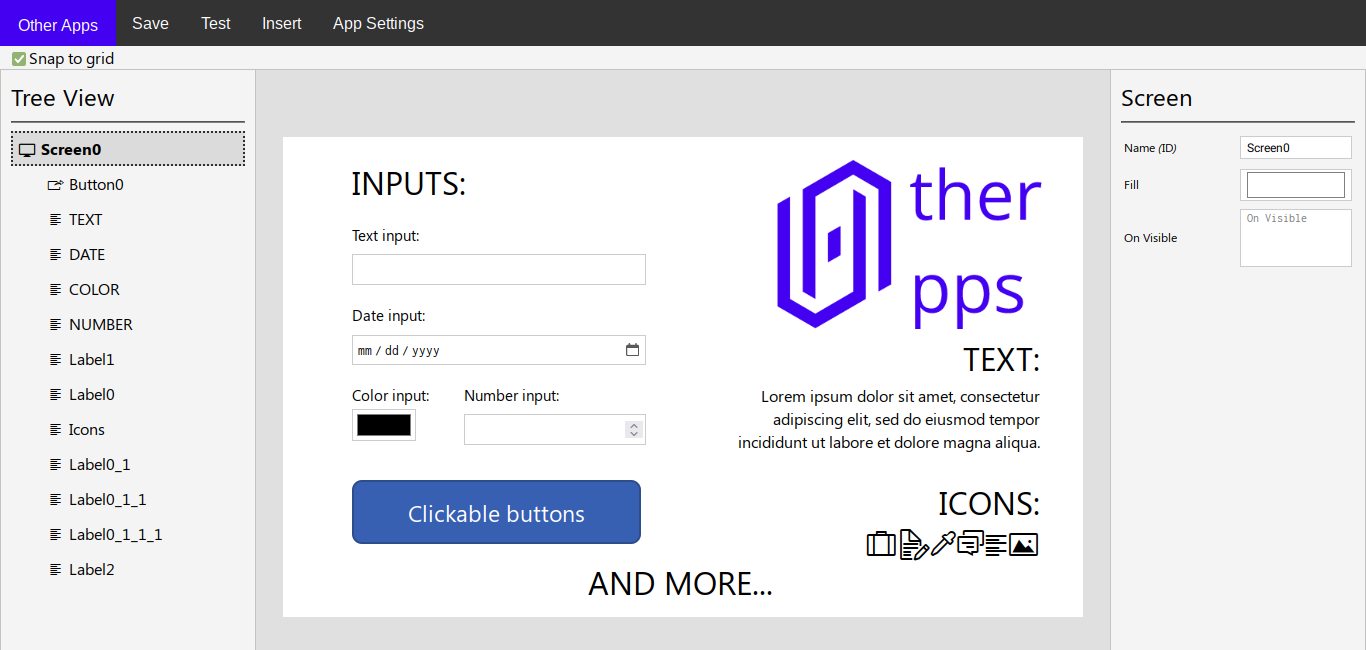 Other Apps Save Test Insert App Settings
Snap to grid
Tree View
Screen0
Button0
TEXT
DATE
COLOR
NUMBER
Label1
Label0
Icons
Label0_1
Label0_1_1
Label0_1_1_1
Label2
INPUTS:
Text input:
Date input:
mm / dd / yyyy
Color input: Number input:
Clickable buttons
ther
pps
TEXT:
Lorem ipsum dolor sit amet, consectetur
adipiscing elit, sed do eiusmod tempor
incididunt ut labore et dolore magna aliqua.
ICONS:
AND MORE...
Screen
Name (ID) Screen0
Fill
On Visible On Visible